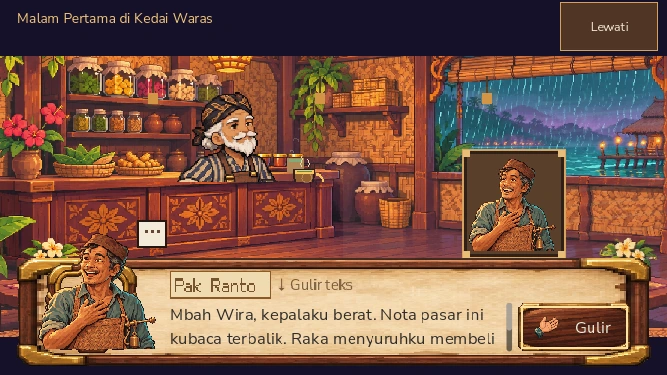 Malam Pertama di Kedai Waras
Lewati
...
Pak Ranto ↓ Gulir teks
Mbah Wira, kepalaku berat. Nota pasar ini
kubaca terbalik. Raka menyuruhku membeli
Gulir